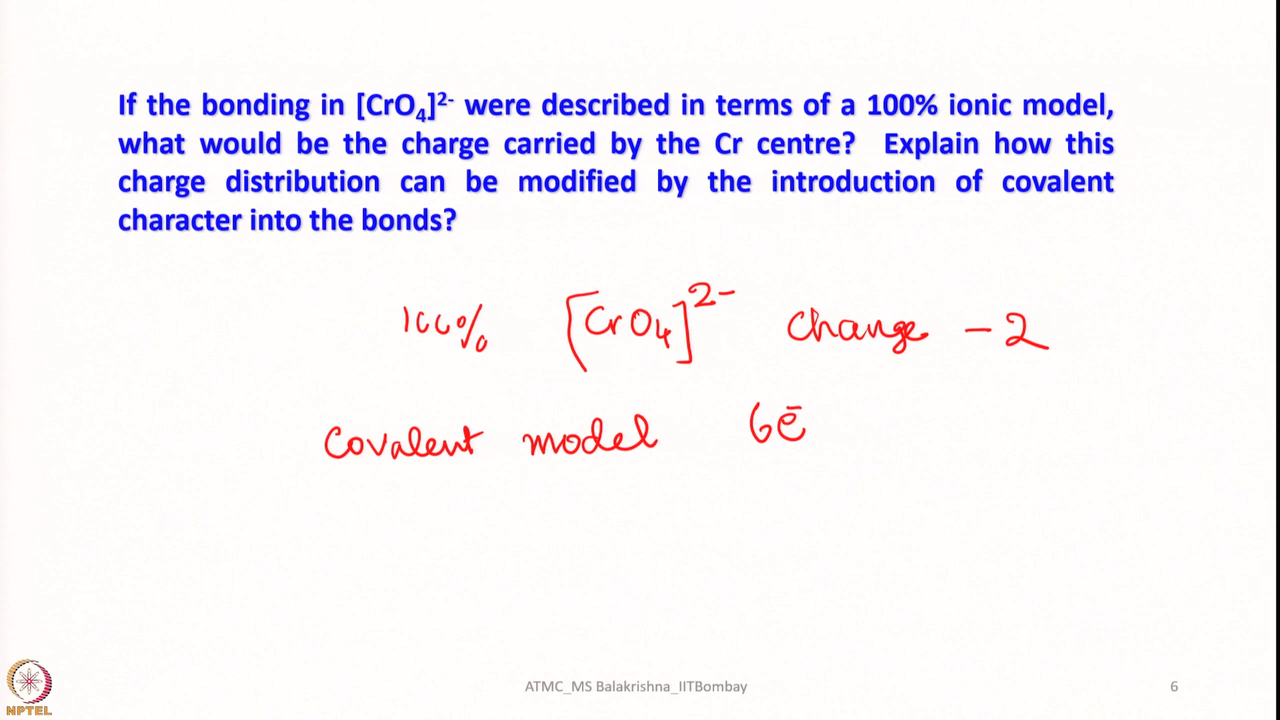 If the bonding in [CrO₄]²⁻ were described in terms of a 100% ionic model,
what would be the charge carried by the Cr centre? Explain how this
charge distribution can be modified by the introduction of covalent
character into the bonds?
100% [CrO₄]²⁻ Charge -2
Covalent model 6ē
NPTEL
ATMC_MS Balakrishna_IITBombay
6